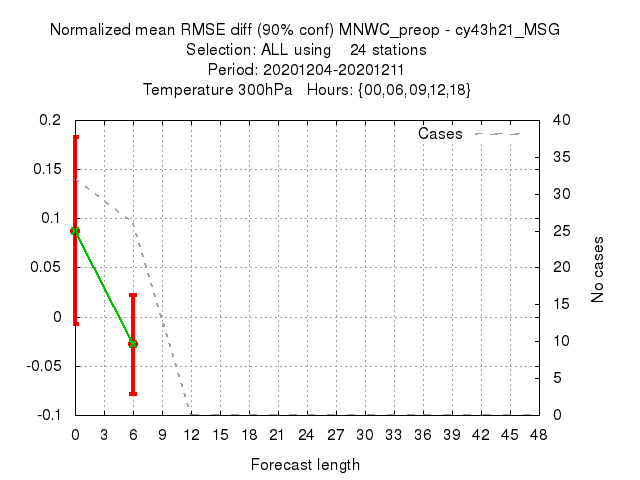 Normalized mean RMSE diff (90% conf) MNWC_preop - cy43h21_MSG
Selection: ALL using    24 stations
Period: 20201204-20201211
Temperature 300hPa   Hours: {00,06,09,12,18}
0.2
0.15
0.1
0.05
0
-0.05
-0.1
40
35
30
25
20
15
10
5
0
Cases
No cases
0 3 6 9 12 15 18 21 24 27 30 33 36 39 42 45 48
Forecast length